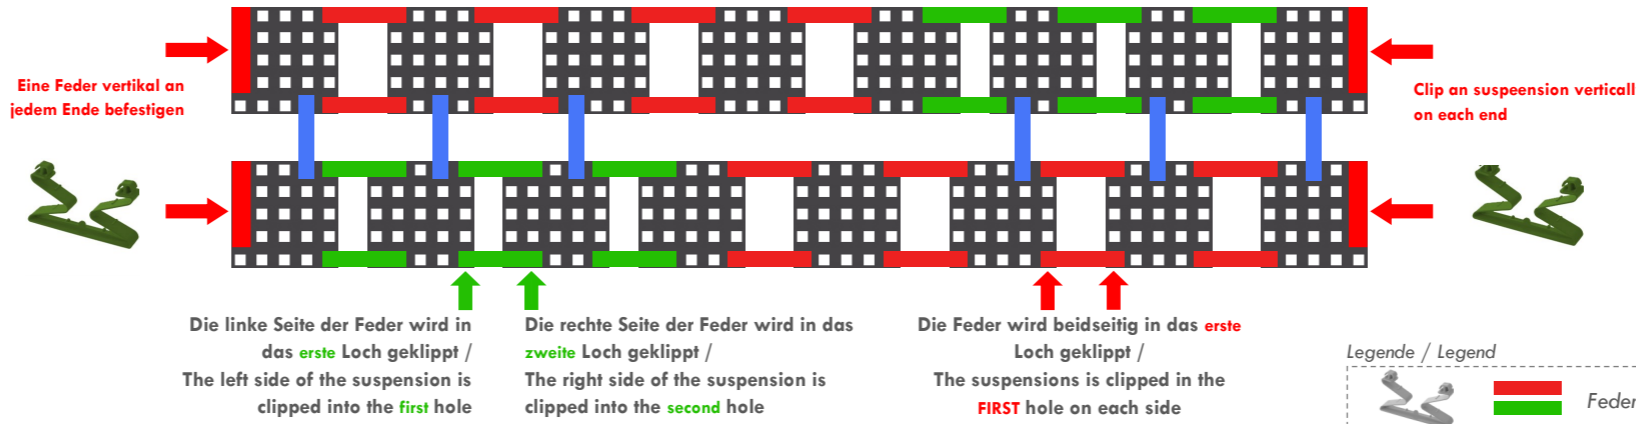 Eine Feder vertikal an
jedem Ende befestigen
Clip an suspeension verticall
on each end
Die linke Seite der Feder wird in
das erste Loch geklippt /
The left side of the suspension is
clipped into the first hole
Die rechte Seite der Feder wird in das
zweite Loch geklippt /
The right side of the suspension is
clipped into the second hole
Die Feder wird beidseitig in das erste
Loch geklippt /
The suspensions is clipped in the
FIRST hole on each side
Legende / Legend
Feder